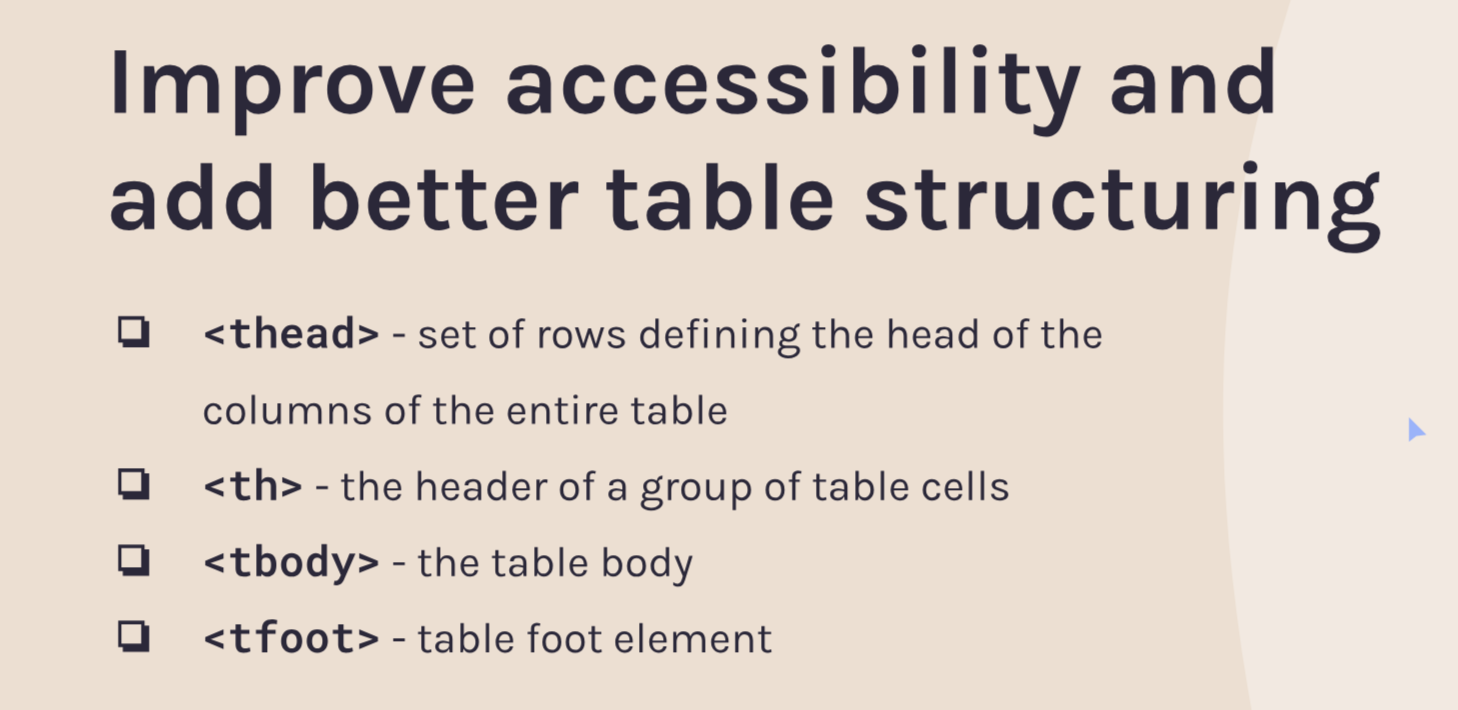 Improve accessibility and
add better table structuring
<thead> - set of rows defining the head of the
columns of the entire table
<th> - the header of a group of table cells
<tbody> - the table body
<tfoot> - table foot element